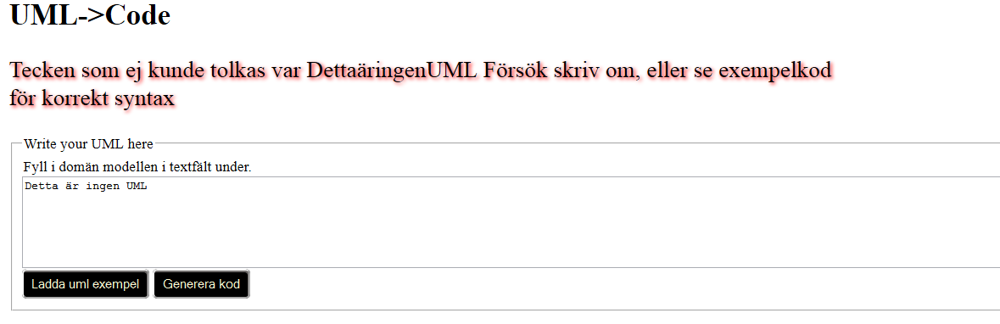 UML->Code
Tecken som ej kunde tolkas var DettaäringenUML Försök skriv om, eller se exempelkod
för korrekt syntax
Write your UML here
Fyll i domän modellen i textfält under.
Detta är ingen UML
Ladda uml exempel Generera kod